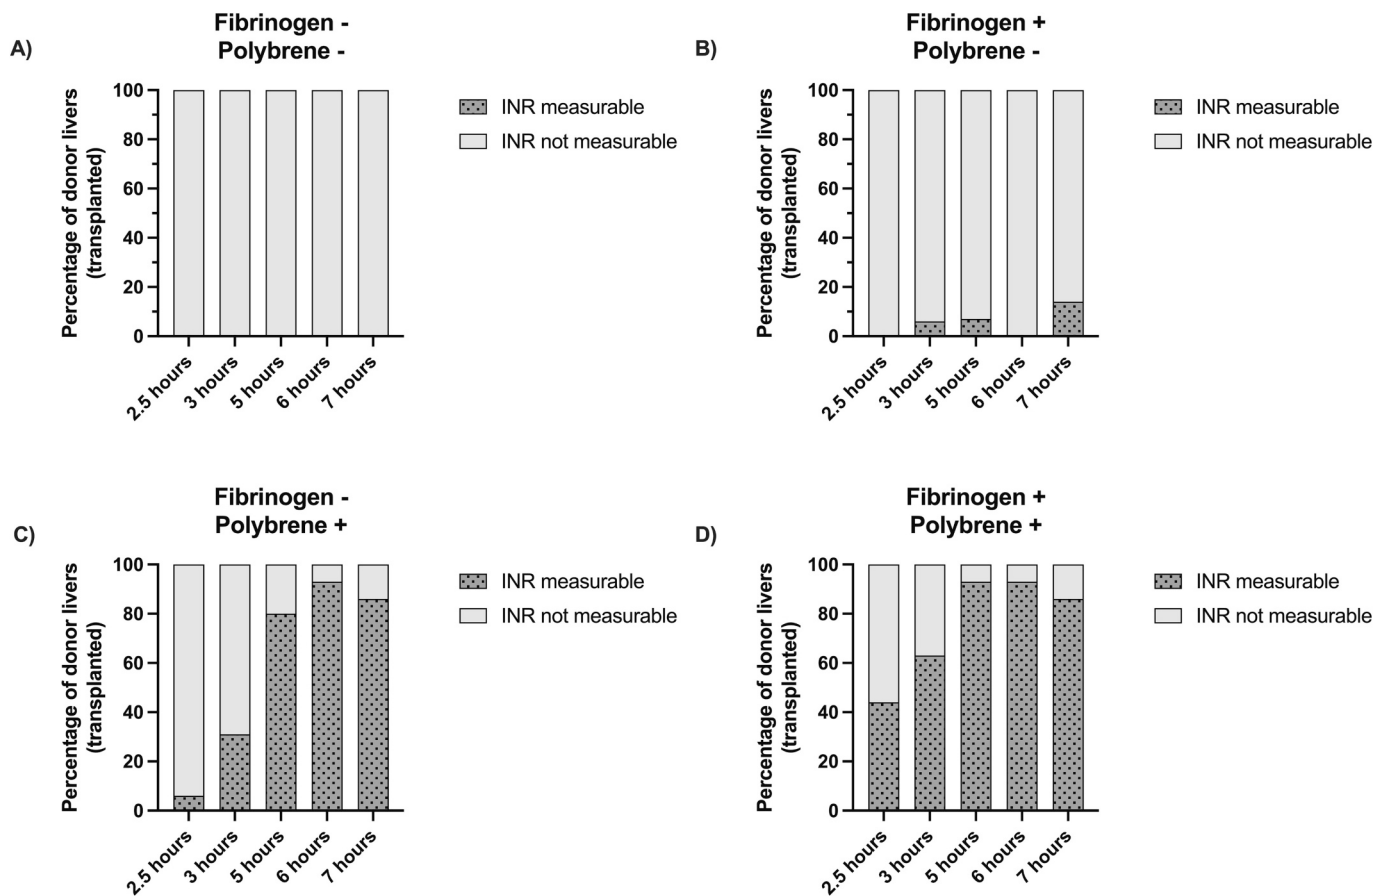 A)
Fibrinogen -
Polybrene -
Percentage of donor livers
(transplanted)
100
80
60
40
20
0
2.5 hours
3 hours
5 hours
6 hours
7 hours
INR measurable
INR not measurable
B)
Fibrinogen +
Polybrene -
Percentage of donor livers
(transplanted)
100
80
60
40
20
0
2.5 hours
3 hours
5 hours
6 hours
7 hours
INR measurable
INR not measurable
C)
Fibrinogen -
Polybrene +
Percentage of donor livers
(transplanted)
100
80
60
40
20
0
2.5 hours
3 hours
5 hours
6 hours
7 hours
INR measurable
INR not measurable
D)
Fibrinogen +
Polybrene +
Percentage of donor livers
(transplanted)
100
80
60
40
20
0
2.5 hours
3 hours
5 hours
6 hours
7 hours
INR measurable
INR not measurable